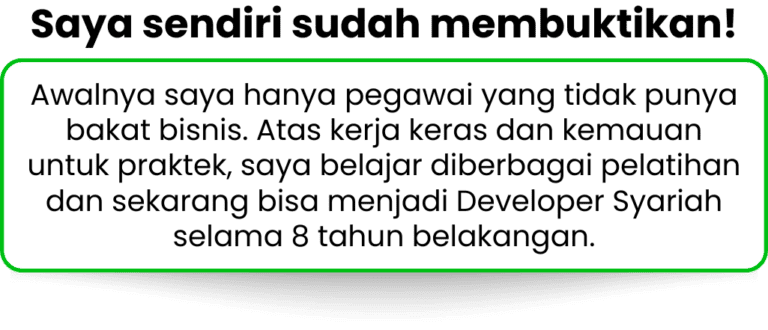 Saya sendiri sudah membuktikan!
Awalnya saya hanya pegawai yang tidak punya
bakat bisnis. Atas kerja keras dan kemauan
untuk praktek, saya belajar diberbagai pelatihan
dan sekarang bisa menjadi Developer Syariah
selama 8 tahun belakangan.